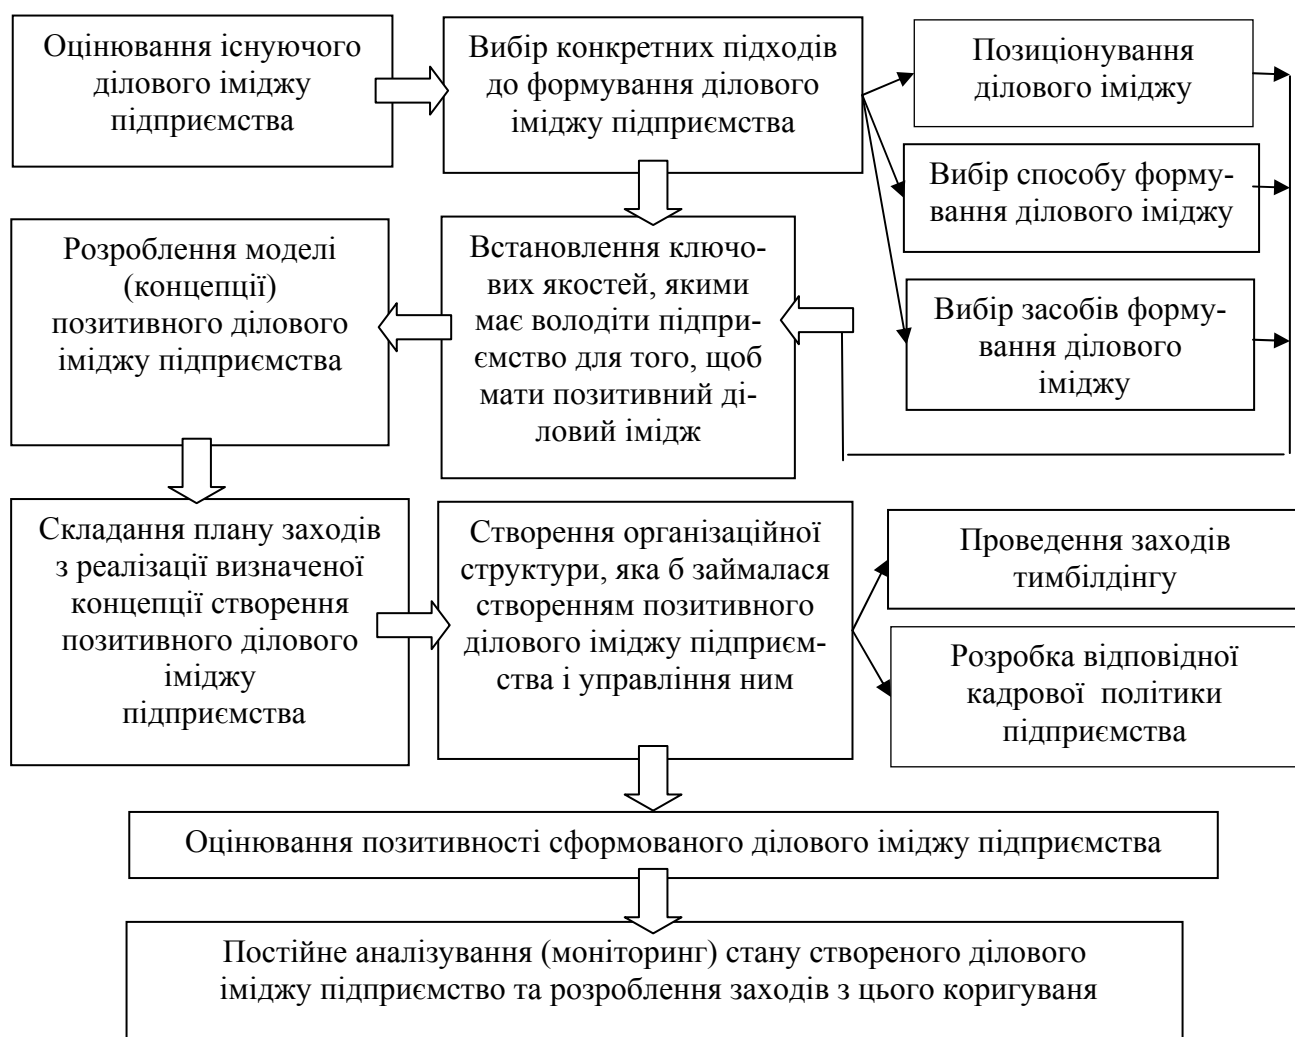 Оцінювання існуючого
ділового іміджу
підприємства
Вибір конкретних підходів
до формування ділового
іміджу підприємства
Позиціонування
ділового іміджу
Вибір способу форму-
вання ділового іміджу
Вибір засобів форму-
вання ділового
іміджу
Встановлення ключо-
вих якостей, якими
має володіти підпри-
ємство для того, щоб
мати позитивний ді-
ловий імідж
Розроблення моделі
(концепції)
позитивного ділового
іміджу підприємства
Складання плану заходів
з реалізації визначеної
концепції створення
позитивного ділового
іміджу
підприємства
Створення організаційної
структури, яка б займалася
створенням позитивного
ділового іміджу підприєм-
ства і управління ним
Проведення заходів
тимбілдінгу
Розробка відповідної
кадрової політики
підприємства
Оцінювання позитивності сформованого ділового іміджу підприємства
Постійне аналізування (моніторинг) стану створеного ділового
іміджу підприємство та розроблення заходів з цього коригуваня